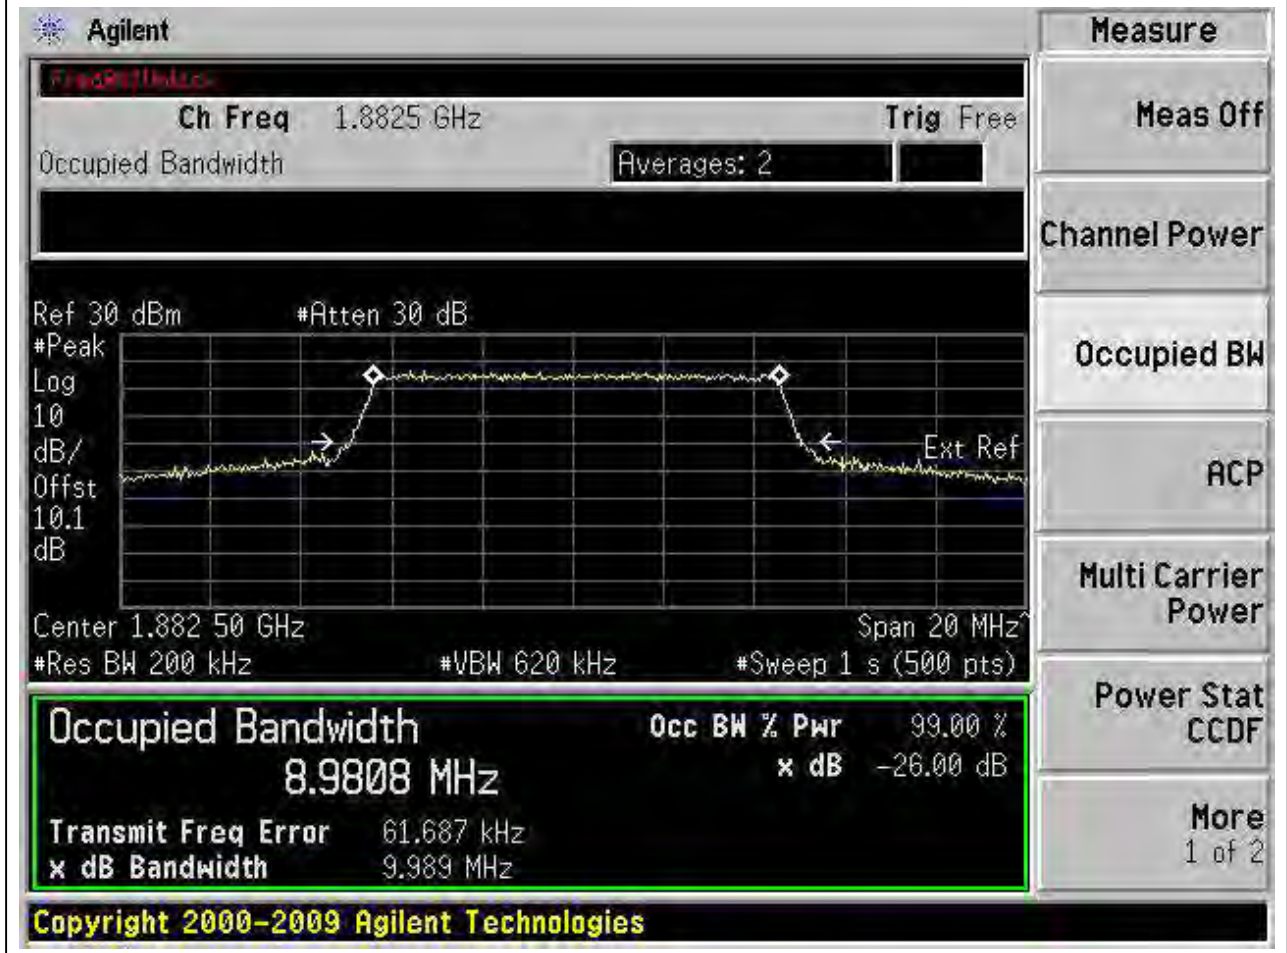 Agilent
Measure
Ch Freq 1.8825 GHz Trig Free
Occupied Bandwidth Averages: 2
Meas Off
Channel Power
Occupied BW
ACP
Multi Carrier
Power
Power Stat
CCDF
More
1 of 2
Ref 30 dBm #Atten 30 dB
#Peak
Log
10
dB/
Offst
10.1
dB
Ext Ref
Center 1.882 50 GHz Span 20 MHz^
#Res BW 200 kHz #VBW 620 kHz #Sweep 1 s (500 pts)
Occupied Bandwidth
8.9808 MHz
Occ BW % Pwr 99.00 %
x dB -26.00 dB
Transmit Freq Error 61.687 kHz
x dB Bandwidth 9.989 MHz
Copyright 2000-2009 Agilent Technologies